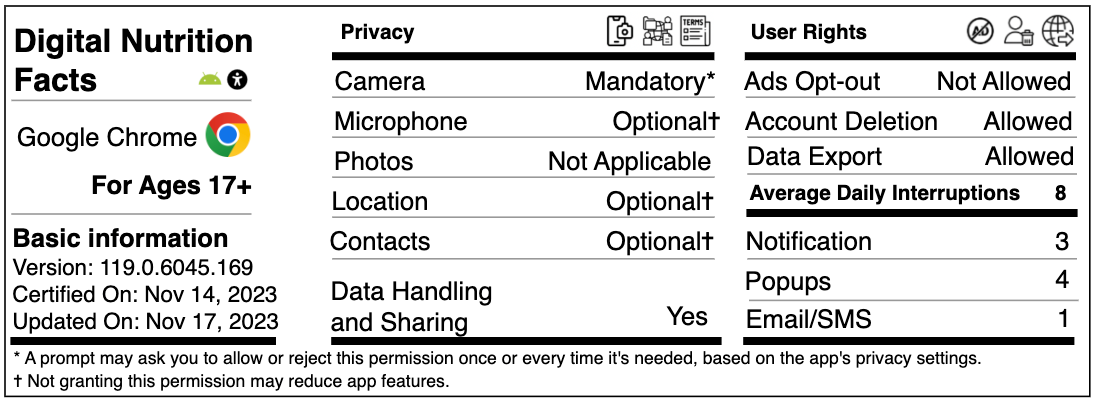 Digital Nutrition
Facts
Google Chrome
For Ages 17+
Basic information
Version: 119.0.6045.169
Certified On: Nov 14, 2023
Updated On: Nov 17, 2023
Privacy
TERMS
Camera Mandatory*
Microphone Optional†
Photos Not Applicable
Location Optional†
Contacts Optional†
Data Handling
and Sharing Yes
User Rights
AD
Ads Opt-out Not Allowed
Account Deletion Allowed
Data Export Allowed
Average Daily Interruptions 8
Notification 3
Popups 4
Email/SMS 1
* A prompt may ask you to allow or reject this permission once or every time it's needed, based on the app's privacy settings.
† Not granting this permission may reduce app features.